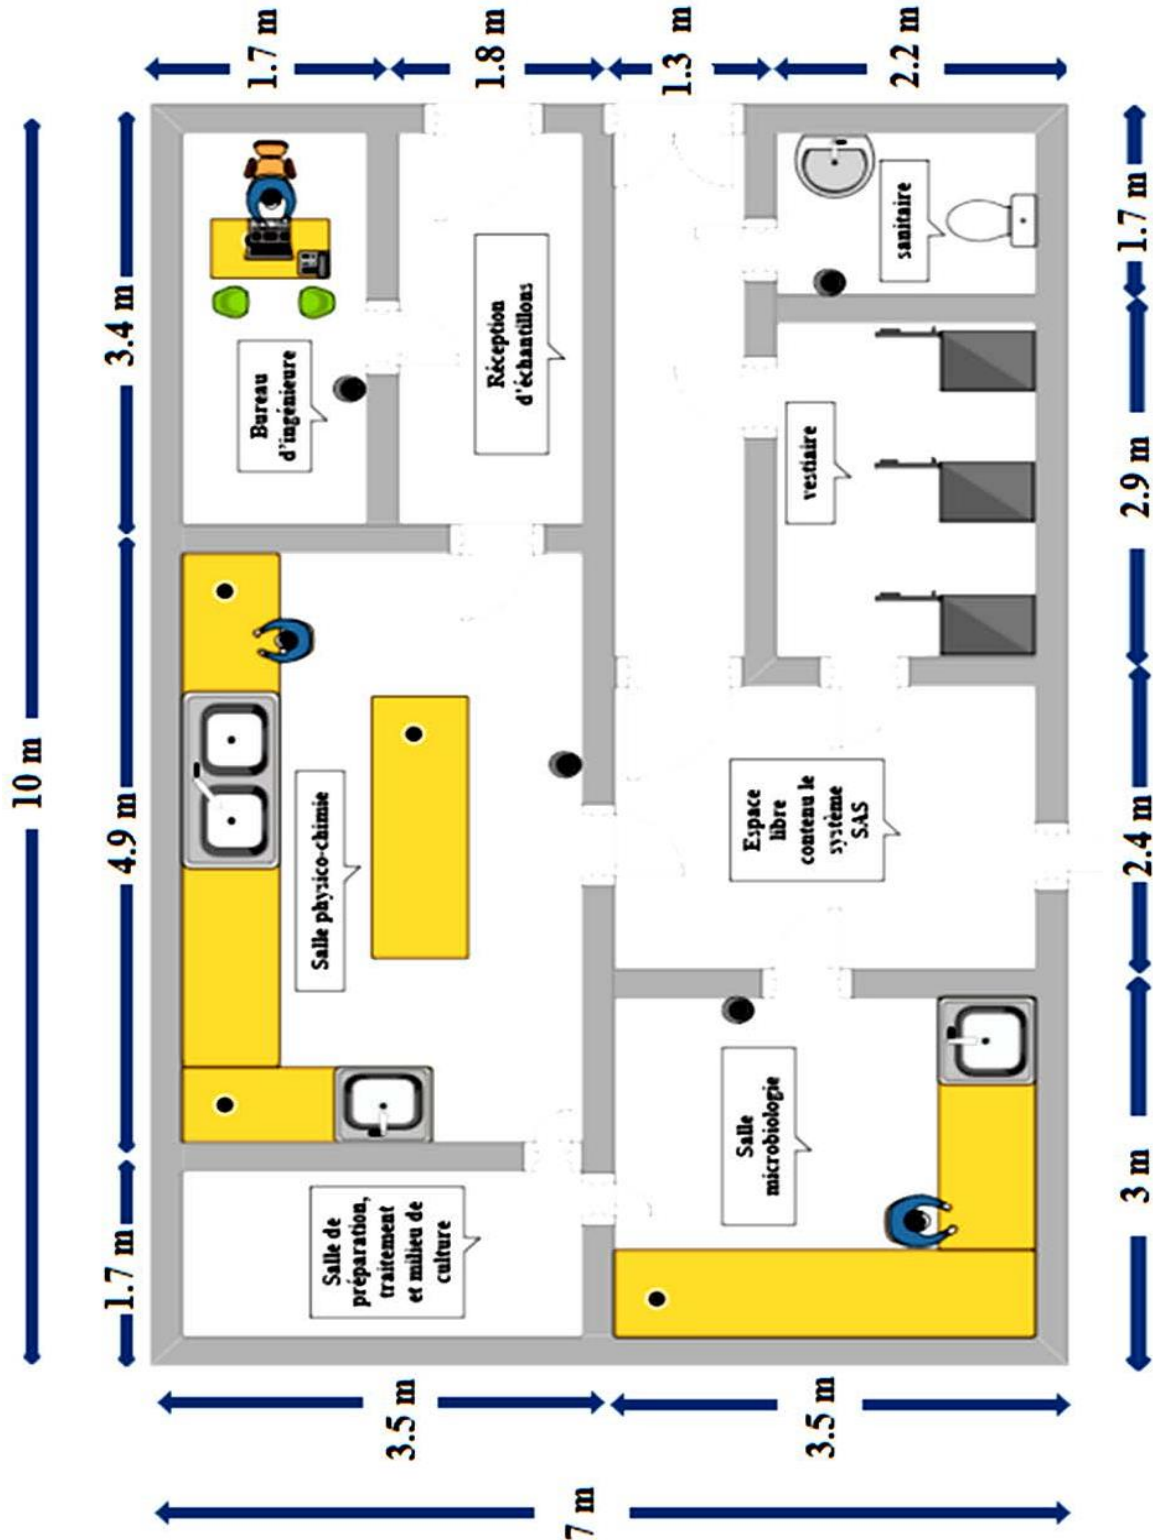 10 m
1.7 m
4.9 m
3.4 m
7 m
3.5 m
3.5 m
Salle de
préparation,
traitement
et milieu de
culture
Salle physico-chimie
Bureau
d'ingénieure
Réception
d'échantillons
Salle
microbiologie
Espace
libre
contenu le
système
SAS
vestiaire
sanitaire
1.7 m
1.8 m
1.3 m
2.2 m
3 m
2.4 m
2.9 m
1.7 m